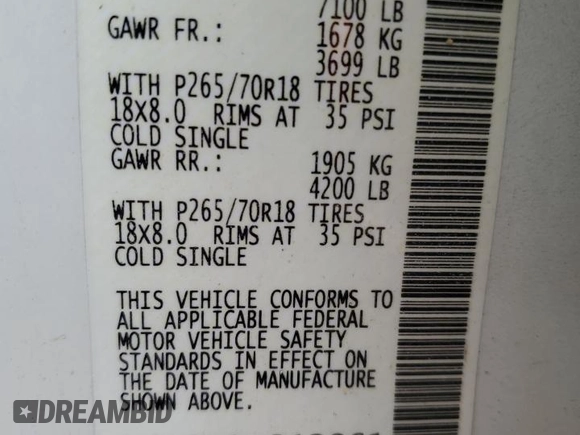 7100 LB
GAWR FR.: 1678 KG
3699 LB
WITH P265/70R18 TIRES
18X8.0 RIMS AT 35 PSI
COLD SINGLE
GAWR RR.: 1905 KG
4200 LB
WITH P265/70R18 TIRES
18X8.0 RIMS AT 35 PSI
COLD SINGLE
THIS VEHICLE CONFORMS TO
ALL APPLICABLE FEDERAL
MOTOR VEHICLE SAFETY
STANDARDS IN EFFECT ON
THE DATE OF MANUFACTURE
SHOWN ABOVE.
DREAMBID